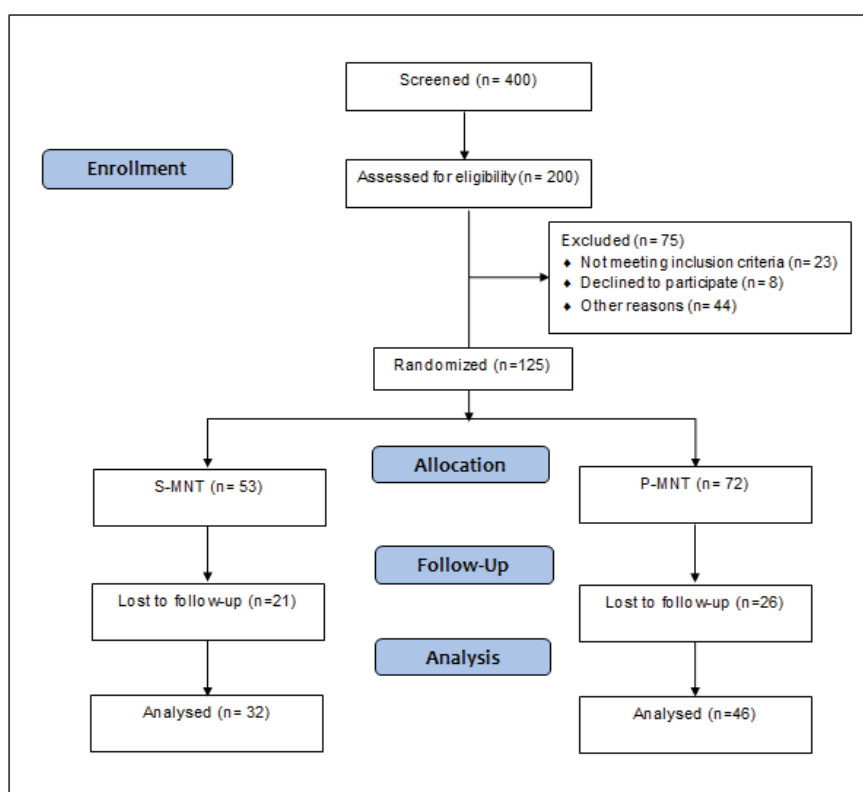 Screened (n= 400)
Enrollment
Assessed for eligibility (n= 200)
Excluded (n= 75)
♦ Not meeting inclusion criteria (n= 23)
♦ Declined to participate (n= 8)
♦ Other reasons (n= 44)
Randomized (n=125)
Allocation
S-MNT (n= 53)
P-MNT (n= 72)
Follow-Up
Lost to follow-up (n=21)
Lost to follow-up (n=26)
Analysis
Analysed (n= 32)
Analysed (n=46)